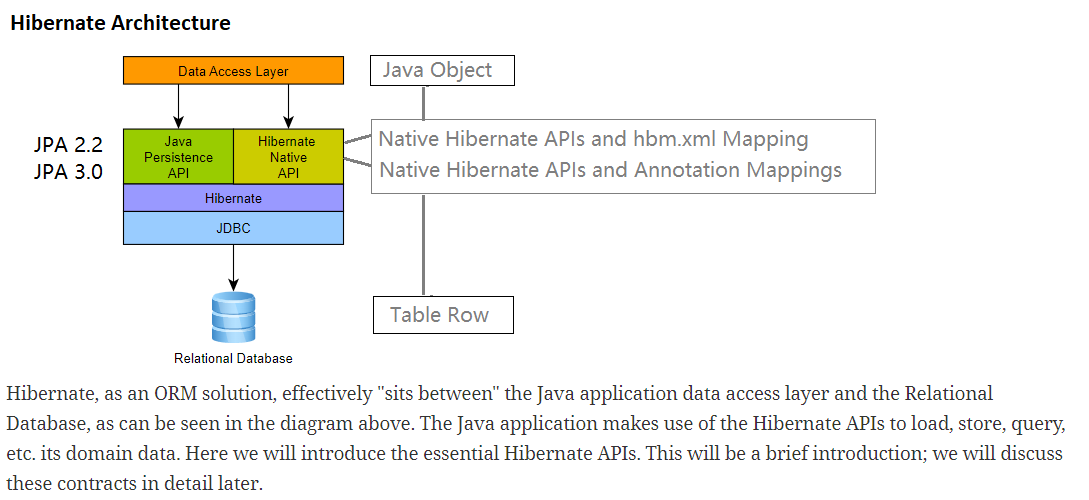 Hibernate Architecture
Data Access Layer
Java Object
JPA 2.2
JPA 3.0
Java
Persistence
API
Hibernate
Native
API
Native Hibernate APIs and hbm.xml Mapping
Native Hibernate APIs and Annotation Mappings
Hibernate
JDBC
Table Row
Relational Database
Hibernate, as an ORM solution, effectively "sits between" the Java application data access layer and the Relational
Database, as can be seen in the diagram above. The Java application makes use of the Hibernate APIs to load, store, query,
etc. its domain data. Here we will introduce the essential Hibernate APIs. This will be a brief introduction; we will discuss
these contracts in detail later.